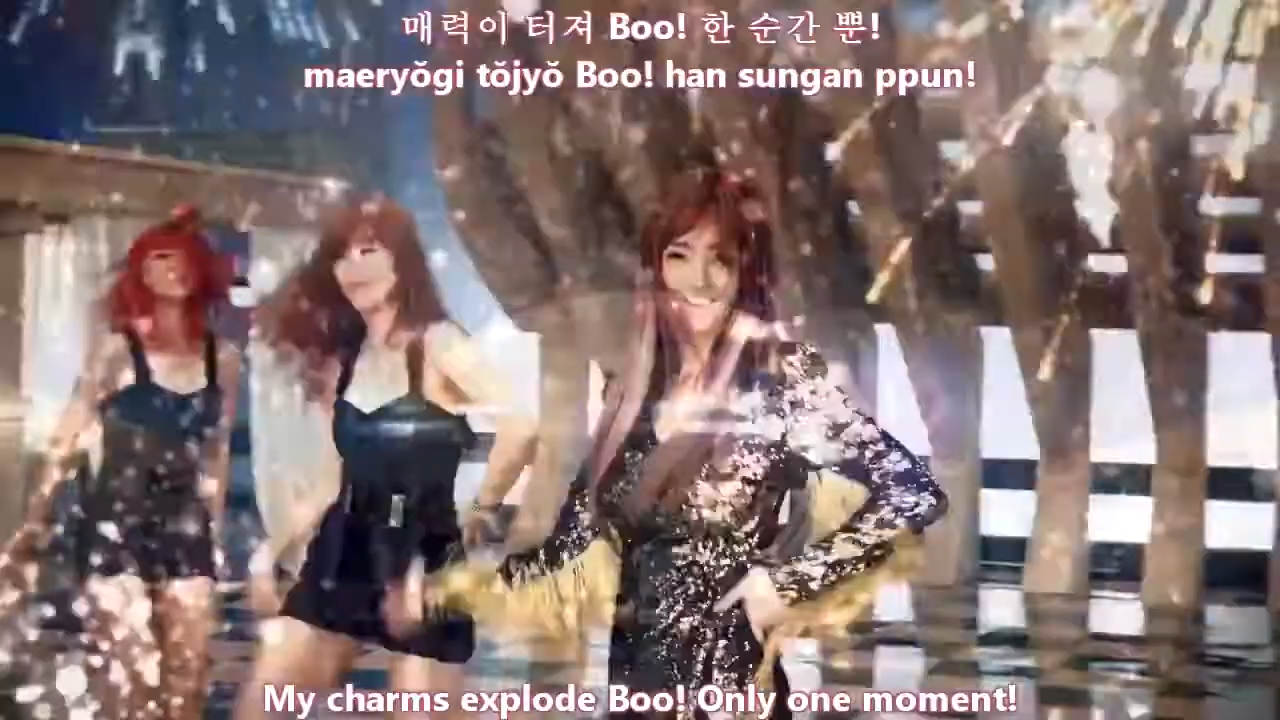 매력이 터져 Boo! 한 순간 뿐!
maeryŏgi tŏjyŏ Boo! han sungan ppun!
My charms explode Boo! Only one moment!